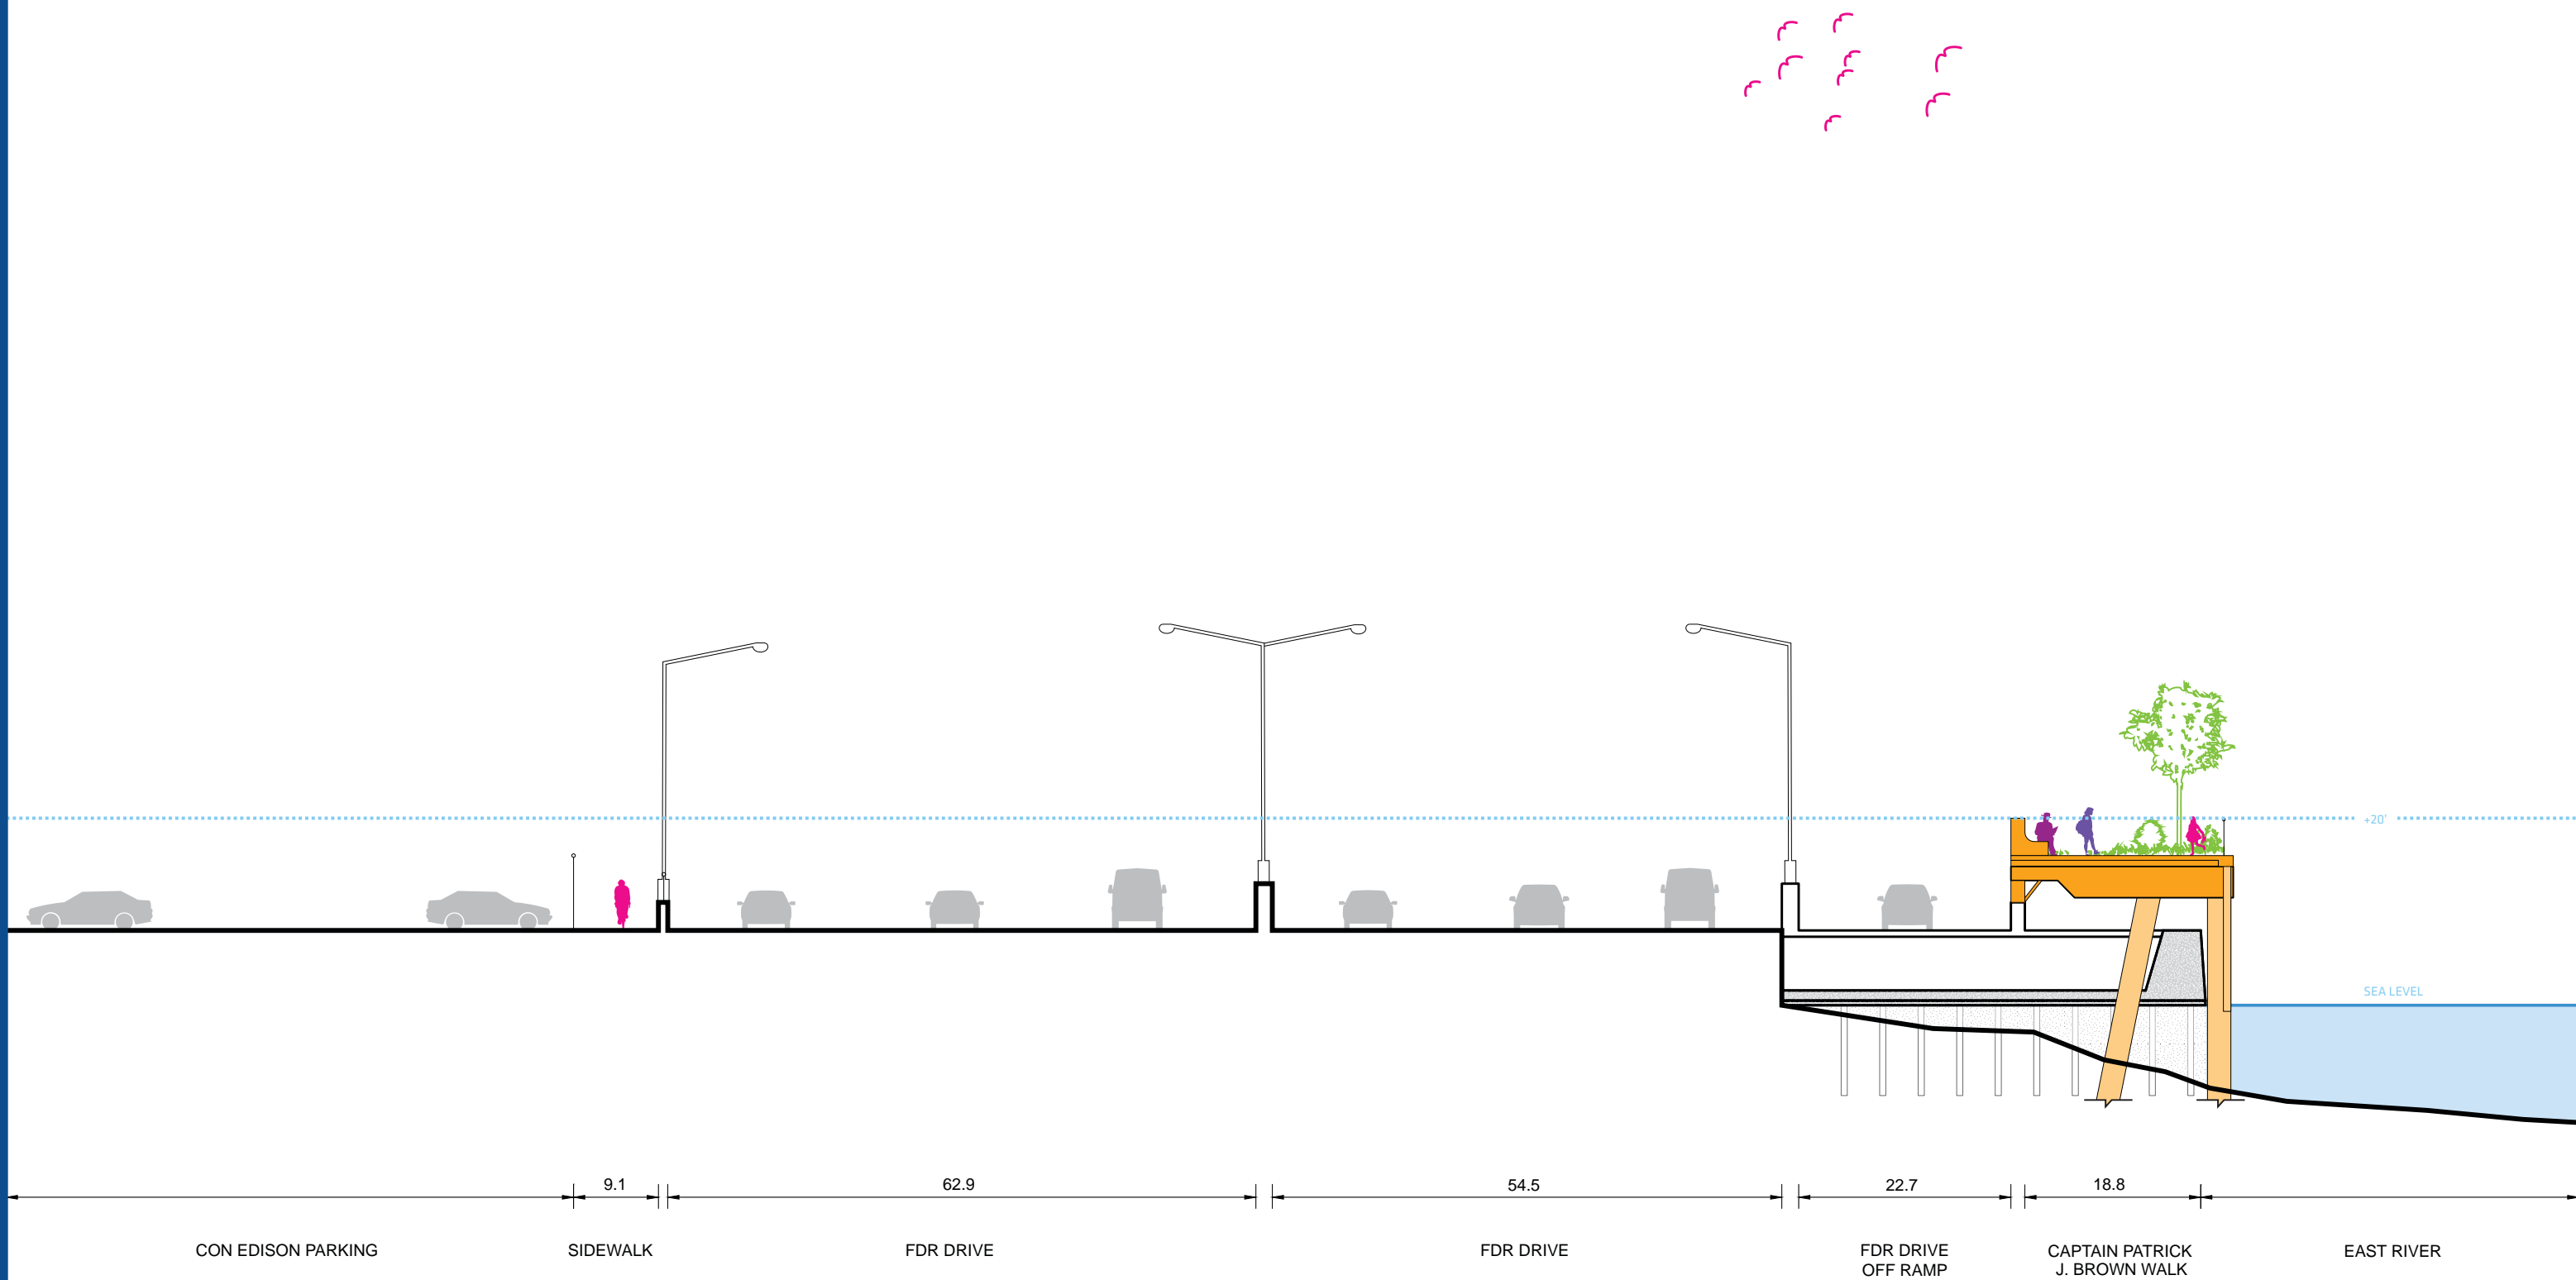 +20'
SEA LEVEL
9.1
62.9
54.5
22.7
18.8
CON EDISON PARKING
SIDEWALK
FDR DRIVE
FDR DRIVE
FDR DRIVE
OFF RAMP
CAPTAIN PATRICK
J. BROWN WALK
EAST RIVER